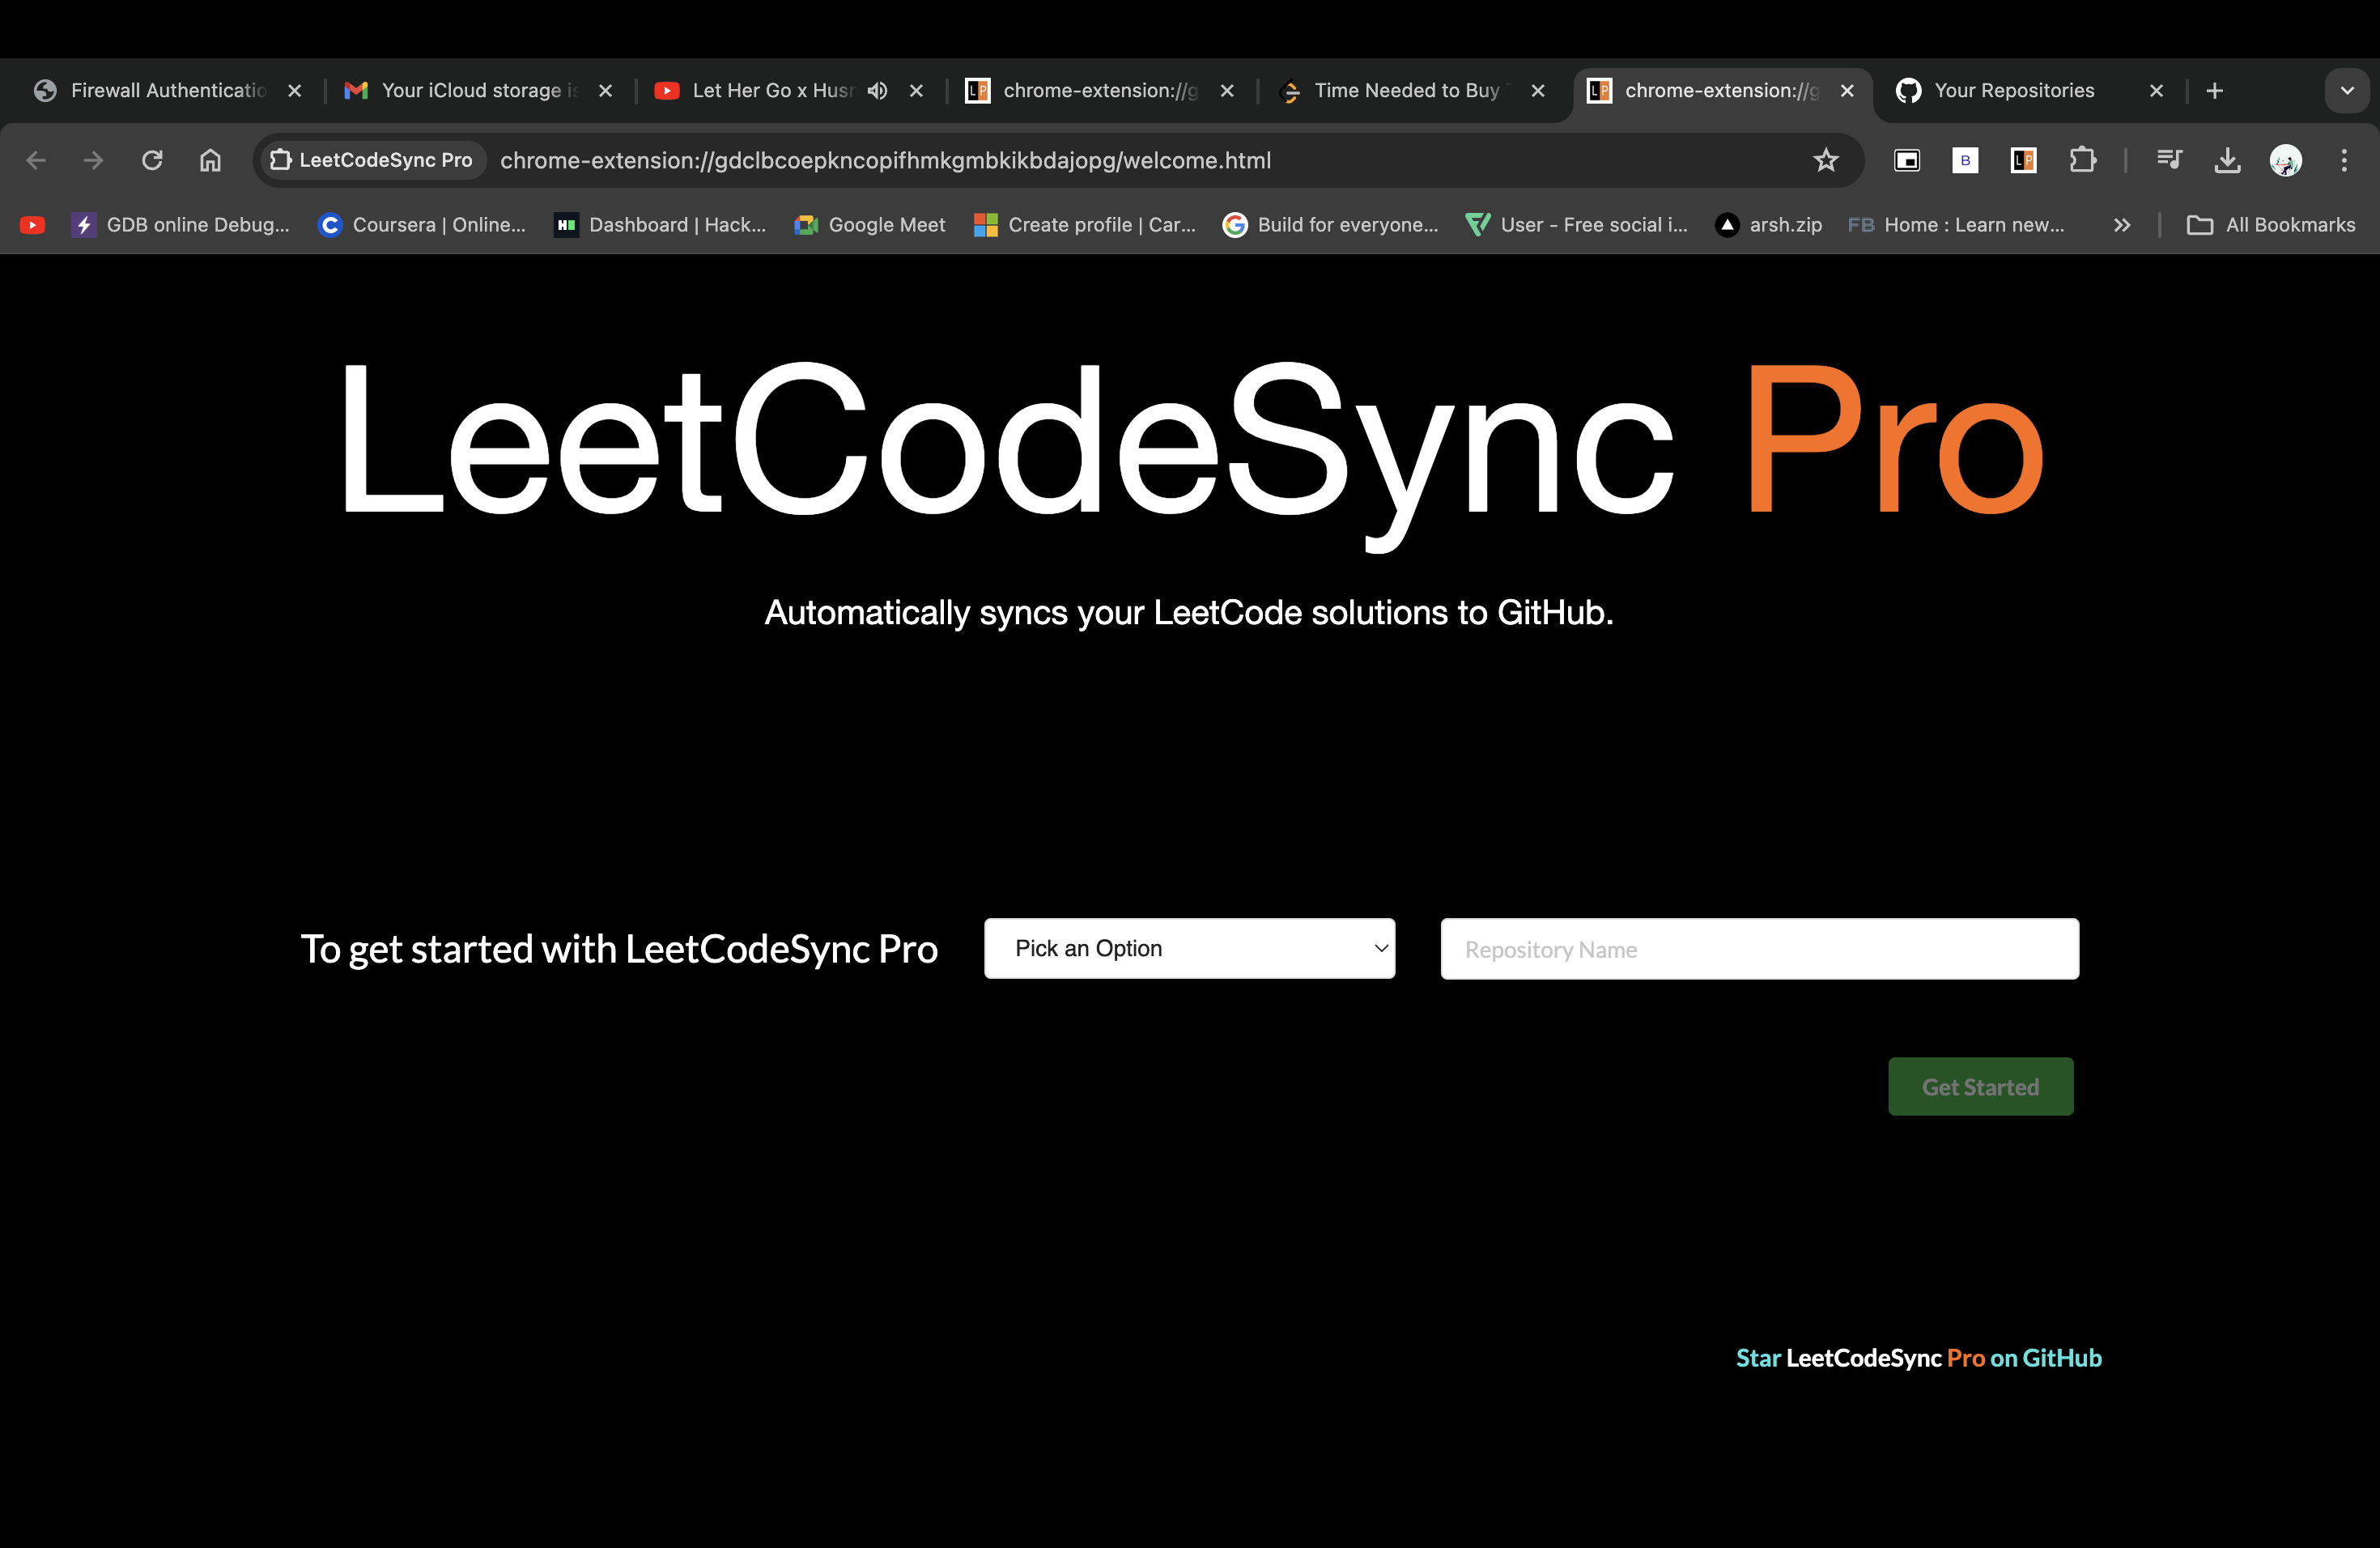 Firewall Authenticatio
Your iCloud storage is
Let Her Go x Husn
chrome-extension://g
Time Needed to Buy T
chrome-extension://g
Your Repositories
LeetCodeSync Pro
chrome-extension://gdclbcoepkncopifhmkgmbkikbdajopg/welcome.html
B
LP
GDB online Debug...
Coursera | Online...
Dashboard | Hack...
Google Meet
Create profile | Car...
Build for everyone...
User - Free social i...
arsh.zip
FB Home : Learn new...
All Bookmarks
LeetCodeSync Pro
Automatically syncs your LeetCode solutions to GitHub.
To get started with LeetCodeSync Pro
Pick an Option
Repository Name
Get Started
Star LeetCodeSync Pro on GitHub